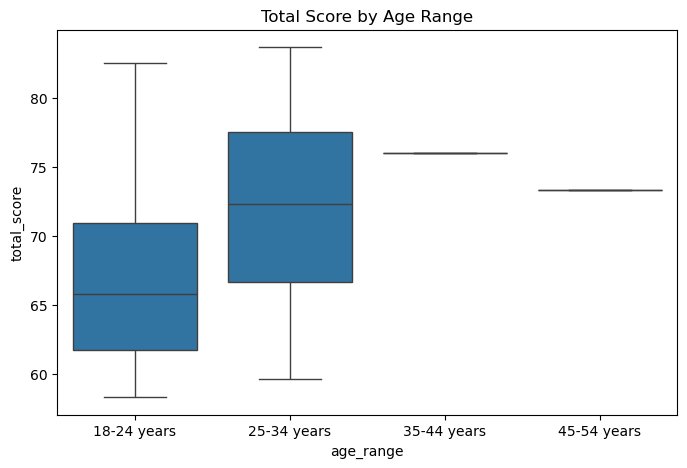 Total Score by Age Range
total_score
80
75
70
65
60
18-24 years
25-34 years
35-44 years
45-54 years
age_range